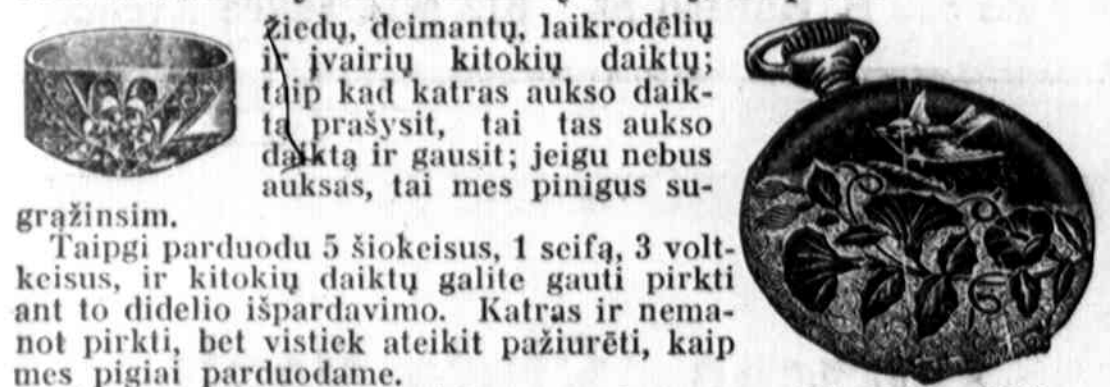 žiedų, deimantų, laikrodėlių
ir įvairių kitokių daiktų;
taip kad katras aukso daik-
tą prašysit, tai tas aukso
daiktą ir gausit; jeigu nebus
auksas, tai mes pinigus su-
grąžinsim.
Taipgi parduodu 5 šiokeisus, 1 seifą, 3 volt-
keisus, ir kitokių daiktų galite gauti pirkti
ant to didelio išpardavimo. Katras ir nema-
not pirkti, bet vistiek ateikit pažiurėti, kaip
mes pigiai parduodame.